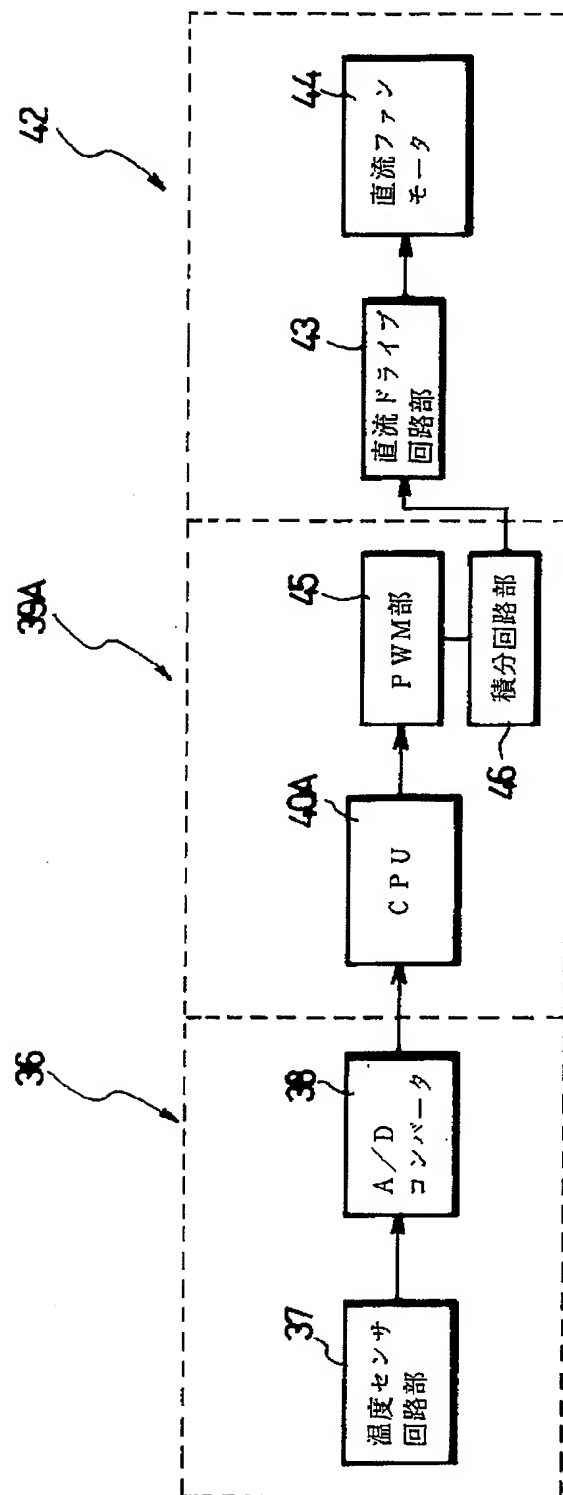 36
39A
42
37
温度センサ
回路部
38
A／D
コンバータ
40A
CPU
45
PWM部
46
積分回路部
43
直流ドライブ
回路部
44
直流ファン
モータ